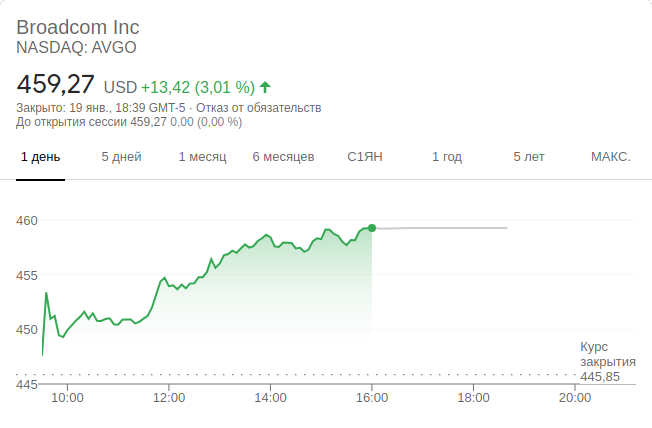 Broadcom Inc
NASDAQ: AVGO
459,27 USD +13,42 (3,01 %)
Закрыто: 19 янв., 18:39 GMT-5 · Отказ от обязательств
До открытия сессии 459,27 0,00 (0,00 %)
1 день 5 дней 1 месяц 6 месяцев С1ЯН 1 год 5 лет МАКС.
460
455
450
445
Курс
закрытия
445,85
10:00 12:00 14:00 16:00 18:00 20:00